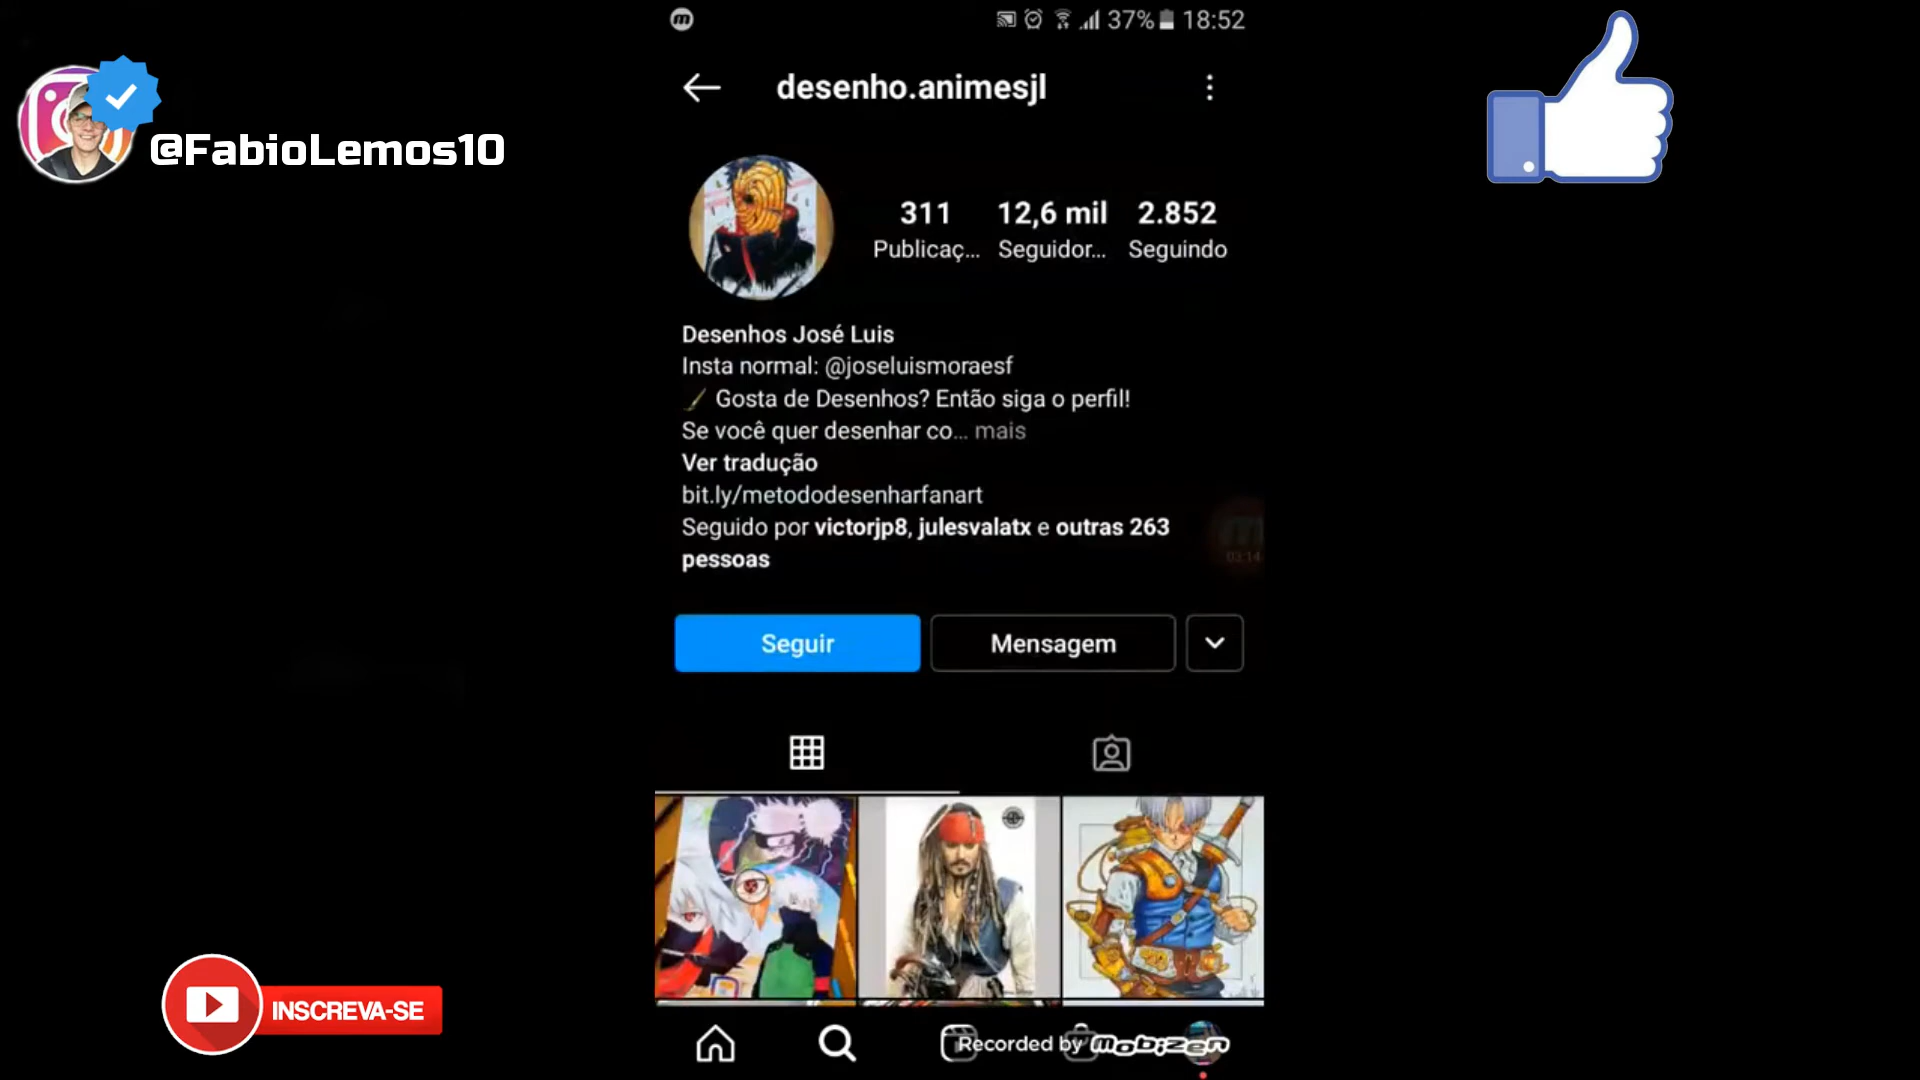 37% 18:52
desenho.animesjl
@FabioLemos10
311 12,6 mil 2.852
Publicaç... Seguidor... Seguindo
Desenhos José Luis
Insta normal: @joseluismoraesf
Gosta de Desenhos? Então siga o perfil!
Se você quer desenhar co... mais
Ver tradução
bit.ly/metododesenharfanart
Seguido por victorjp8, julesvalatx e outras 263
pessoas
03:14
Seguir Mensagem
INSCREVA-SE
Recorded by mobizen